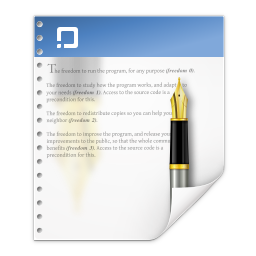 The freedom to run the program, for any purpose (freedom 0).
The freedom to study how the program works, and adapt
your needs (freedom 1). Access to the source code is a
precondition for this.
The freedom to redistribute copies so you can help you
neighbor (freedom 2).
The freedom to improve the program, and release your
improvements to the public, so that the whole commun
benefits (freedom 3). Access to the source code is a
precondition for this.